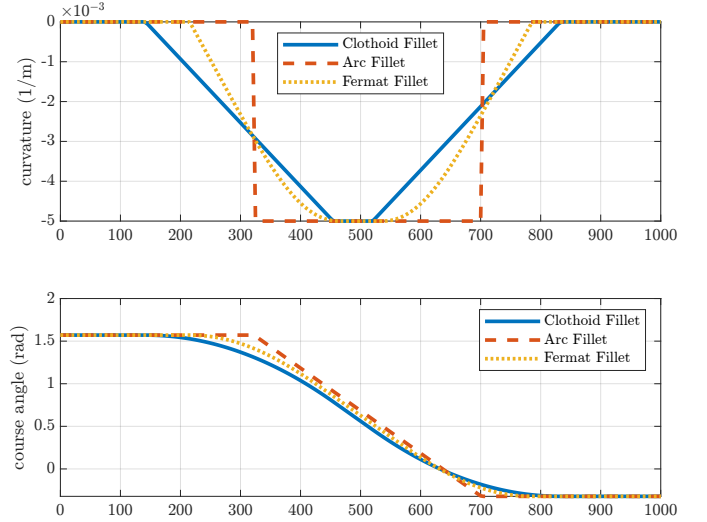 ×10⁻³
0
-1
-2
-3
-4
-5
curvature (1/m)
Clothoid Fillet
Arc Fillet
Fermat Fillet
0 100 200 300 400 500 600 700 800 900 1000
2
1.5
1
0.5
0
course angle (rad)
Clothoid Fillet
Arc Fillet
Fermat Fillet
0 100 200 300 400 500 600 700 800 900 1000